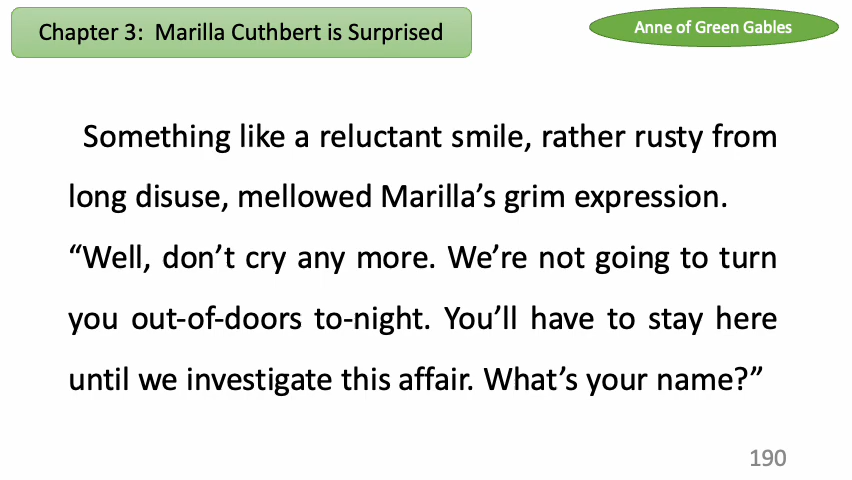 Chapter 3:  Marilla Cuthbert is Surprised
Anne of Green Gables
Something like a reluctant smile, rather rusty from
long disuse, mellowed Marilla’s grim expression.
“Well, don’t cry any more. We’re not going to turn
you out-of-doors to-night. You’ll have to stay here
until we investigate this affair. What’s your name?”
190